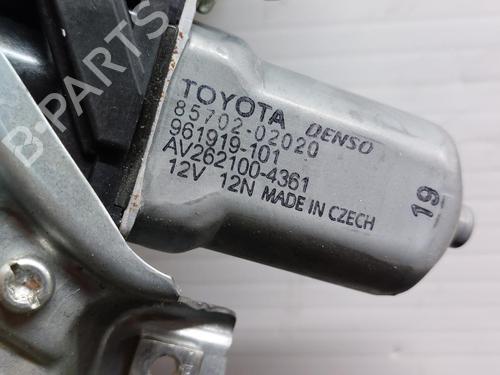 B-PARTS
TOYOTA DENSO
85702-02020
961919-101
AV262100-4361
12V 12N MADE IN CZECH
19